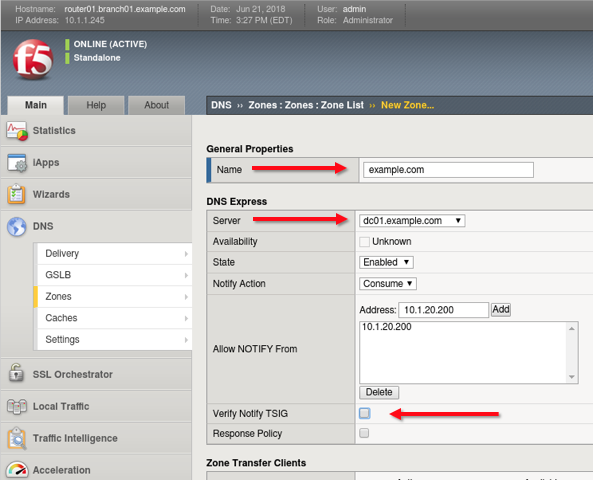 Hostname: router01.branch01.example.com Date: Jun 21, 2018 User: admin
IP Address: 10.1.1.245 Time: 3:27 PM (EDT) Role: Administrator
f5
ONLINE (ACTIVE)
Standalone
Main Help About
DNS ›› Zones : Zones : Zone List ›› New Zone...
Statistics
iApps
Wizards
DNS
Delivery
GSLB
Zones
Caches
Settings
SSL Orchestrator
Local Traffic
Traffic Intelligence
Acceleration
General Properties
Name example.com
DNS Express
Server dc01.example.com
Availability Unknown
State Enabled
Notify Action Consume
Allow NOTIFY From Address: 10.1.20.200 Add
10.1.20.200
Delete
Verify Notify TSIG
Response Policy
Zone Transfer Clients